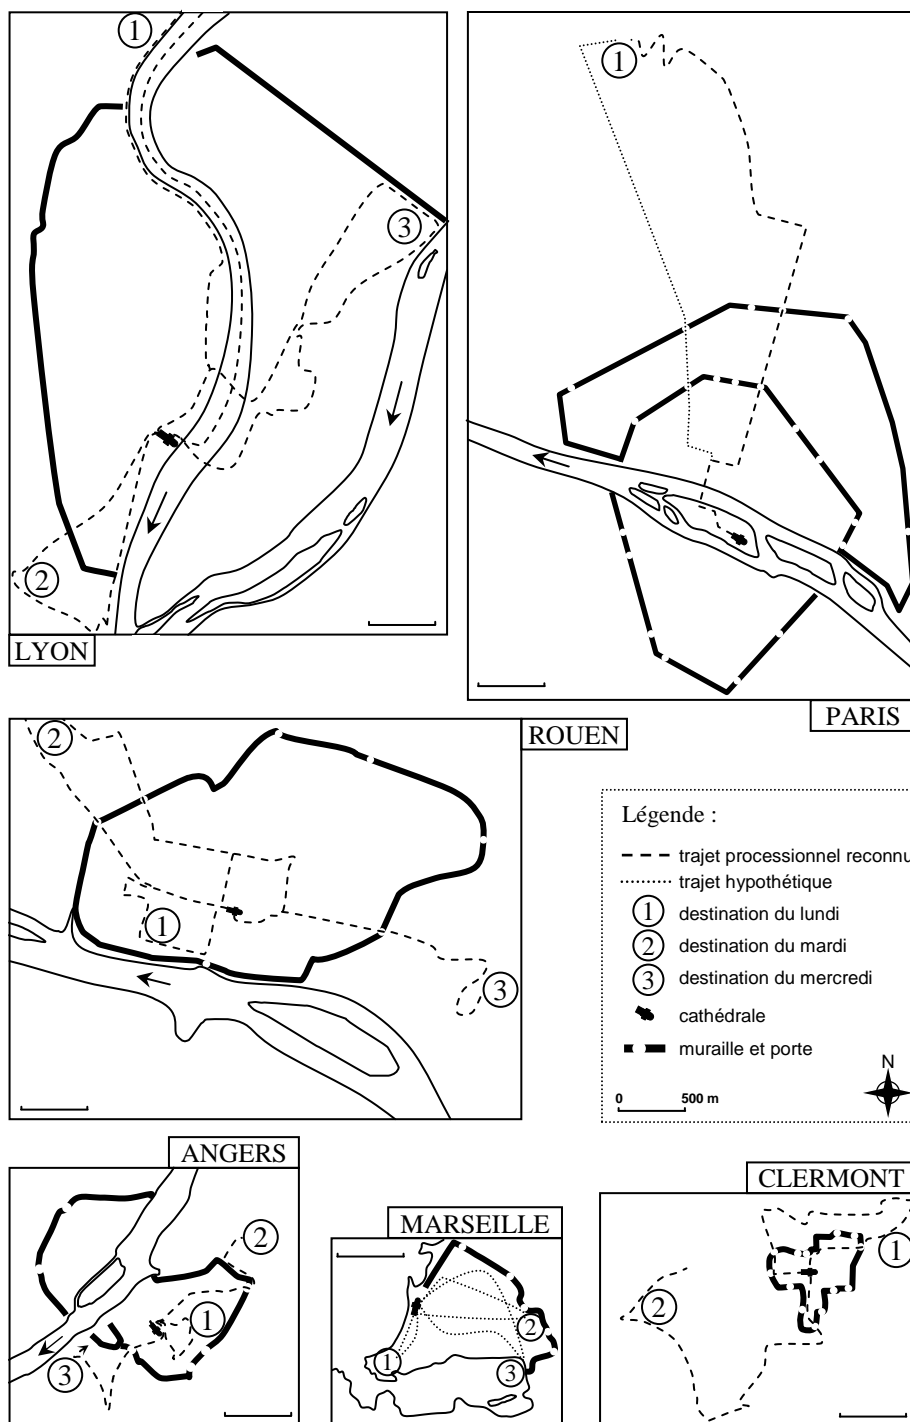 1
3
2
LYON
1
PARIS
ROUEN
2
1
3
Légende :
trajet processionnel reconnu
trajet hypothétique
1 destination du lundi
2 destination du mardi
3 destination du mercredi
cathédrale
muraille et porte
N
0 500 m
ANGERS
2
1
3
MARSEILLE
1
2
3
CLERMONT
1
2